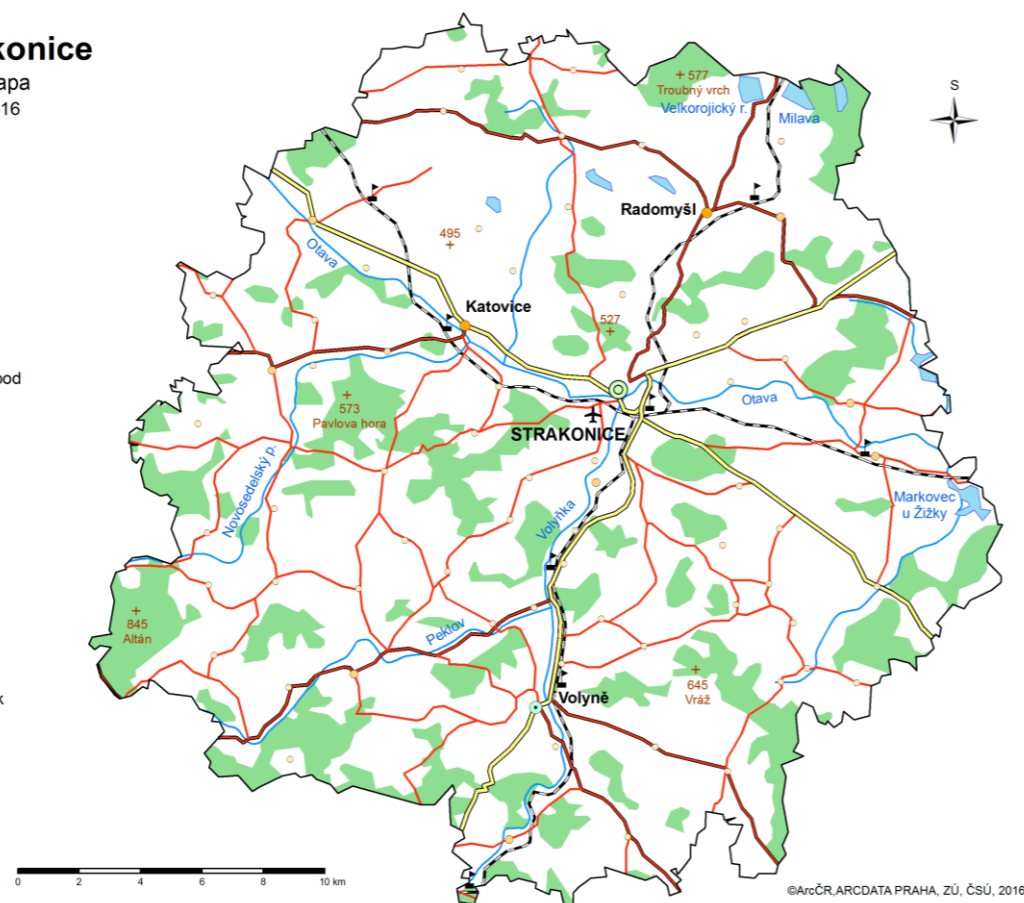 konice
apa
16
S
577
Troubný vrch
Velkorojický r.
Milava
Radomyšl
495
Otava
Katovice
527
od
573
Pavlova hora
Otava
STRAKONICE
Novosedelský p.
Volyňka
Markovec
u Žižky
845
Altán
Peklov
645
Vráž
k
Volyně
0 2 4 6 8 10 km
©ArcČR,ARCDATA PRAHA, ZÚ, ČSÚ, 2016